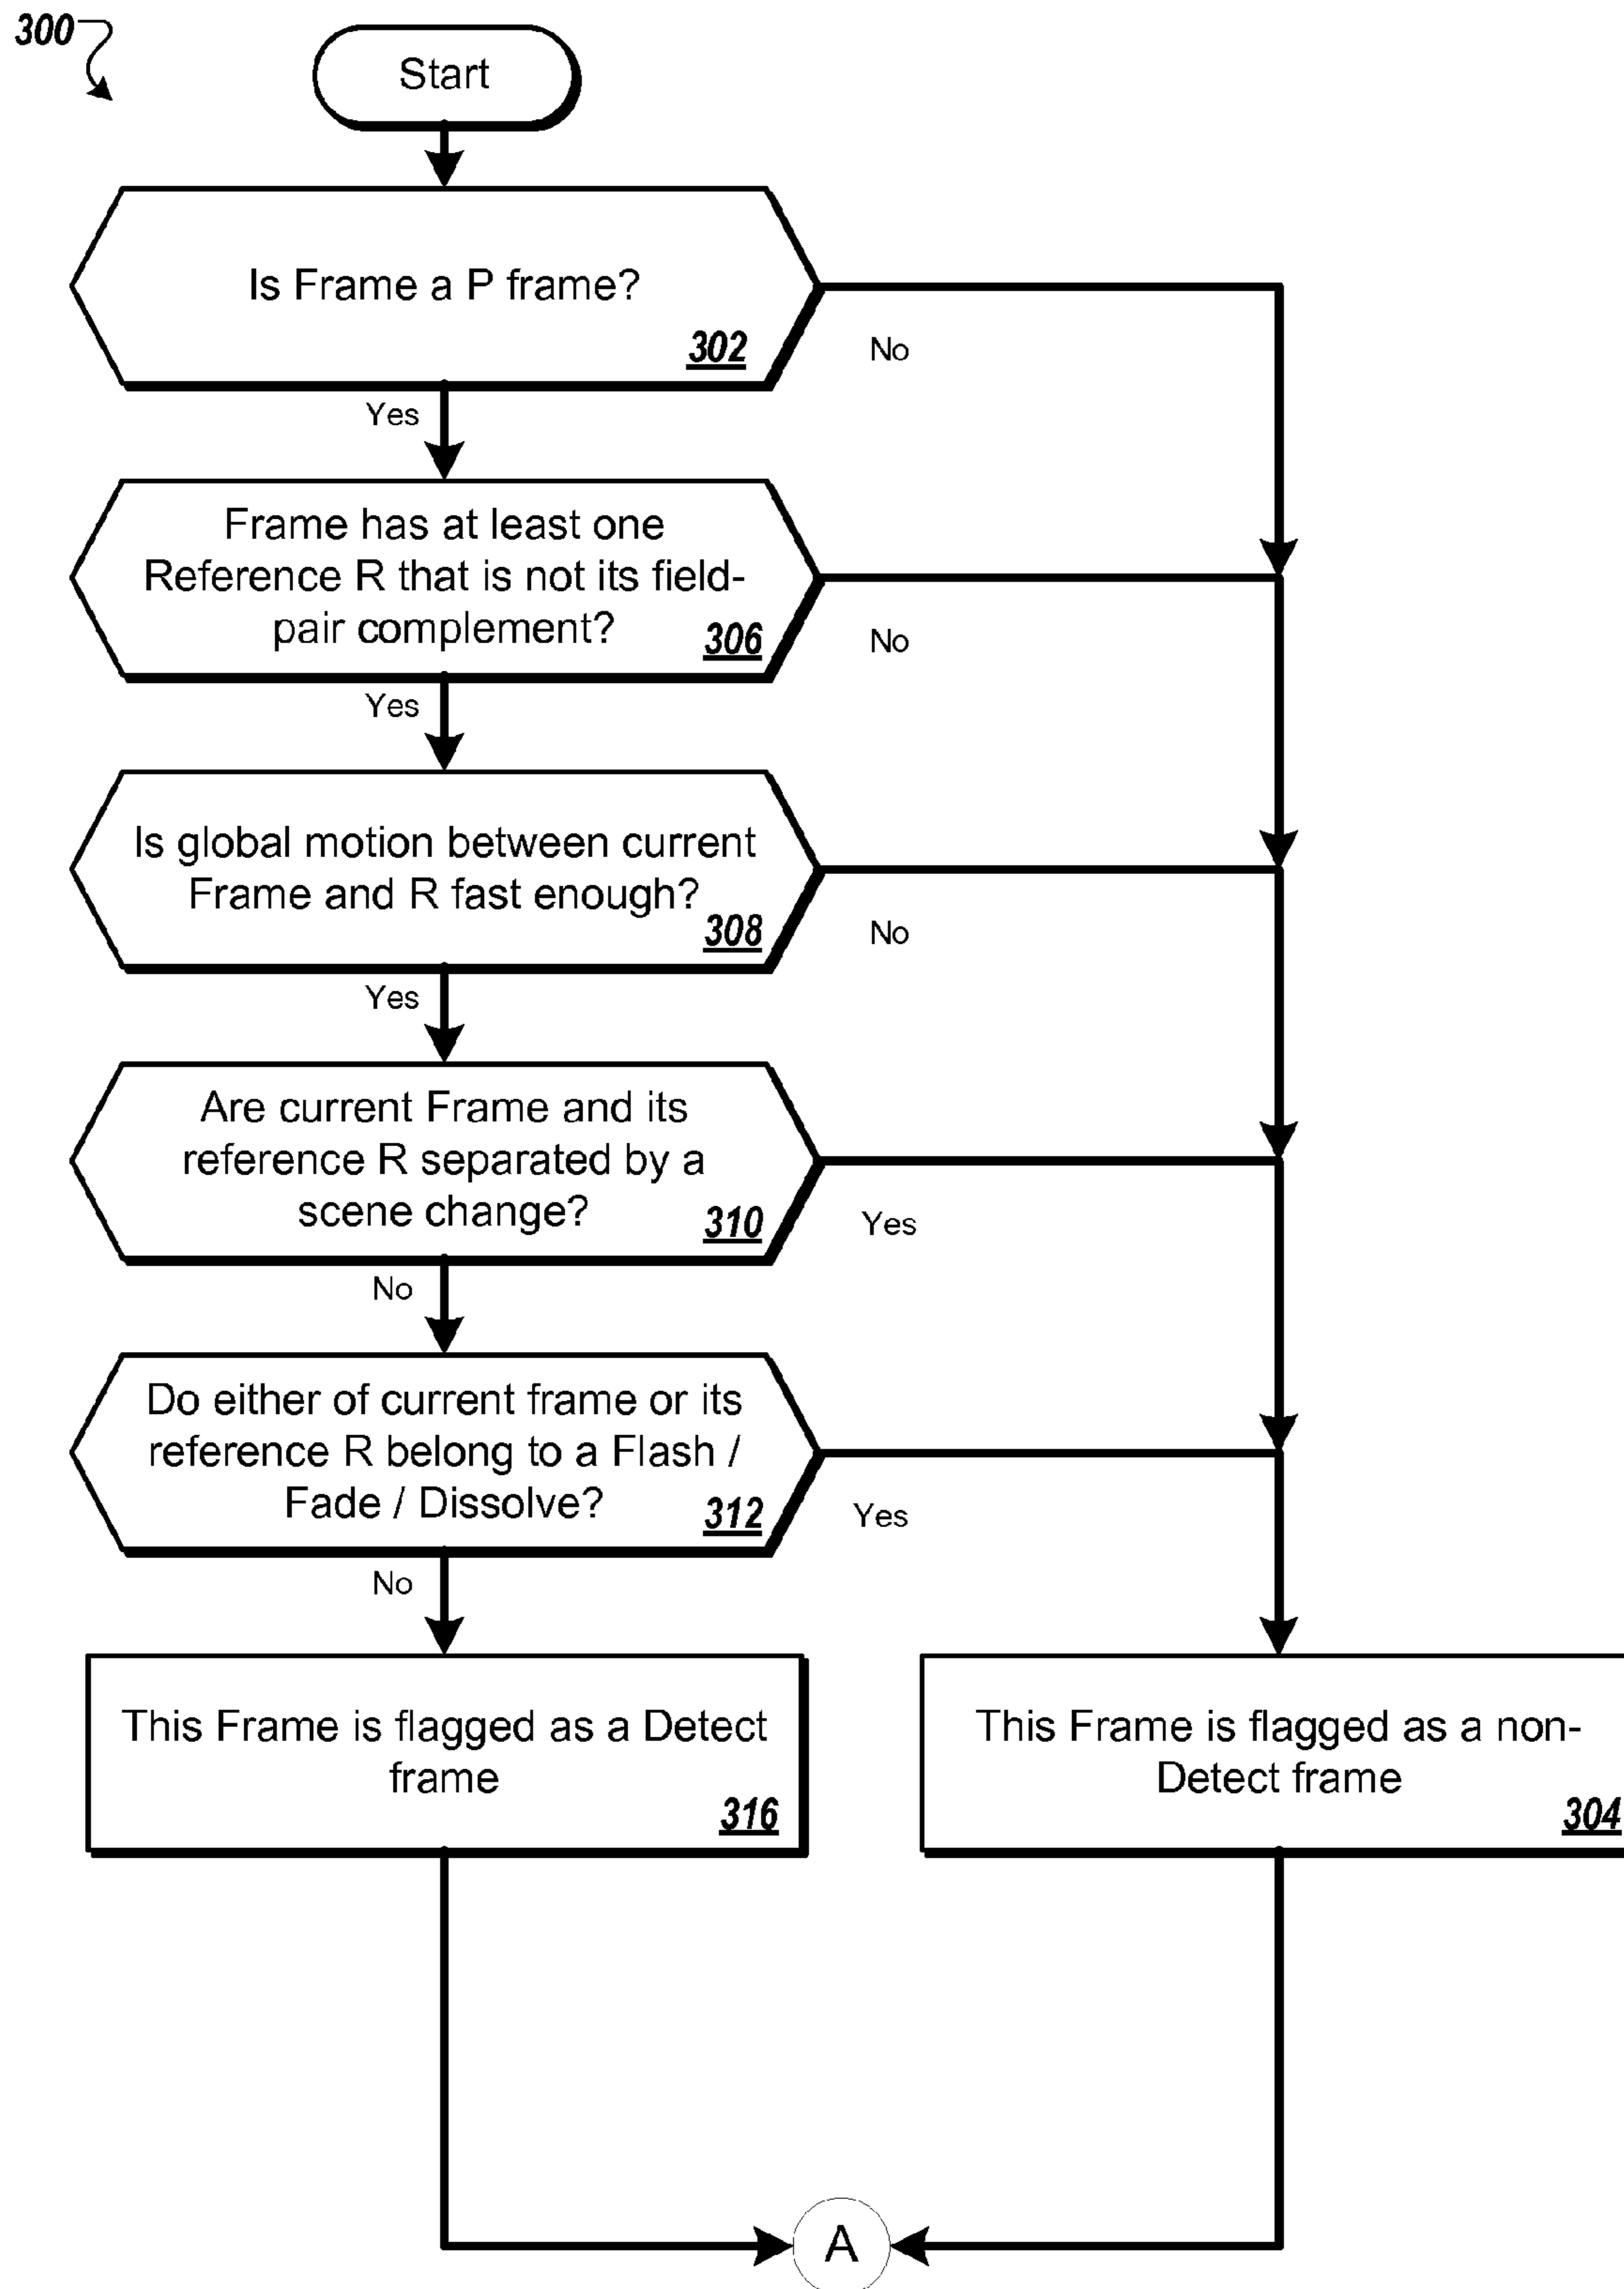 300
Start
Is Frame a P frame?
302
No
Yes
Frame has at least one
Reference R that is not its field-
pair complement?
306
No
Yes
Is global motion between current
Frame and R fast enough?
308
No
Yes
Are current Frame and its
reference R separated by a
scene change?
310
Yes
No
Do either of current frame or its
reference R belong to a Flash /
Fade / Dissolve?
312
Yes
No
This Frame is flagged as a Detect
frame
316
This Frame is flagged as a non-
Detect frame
304
A